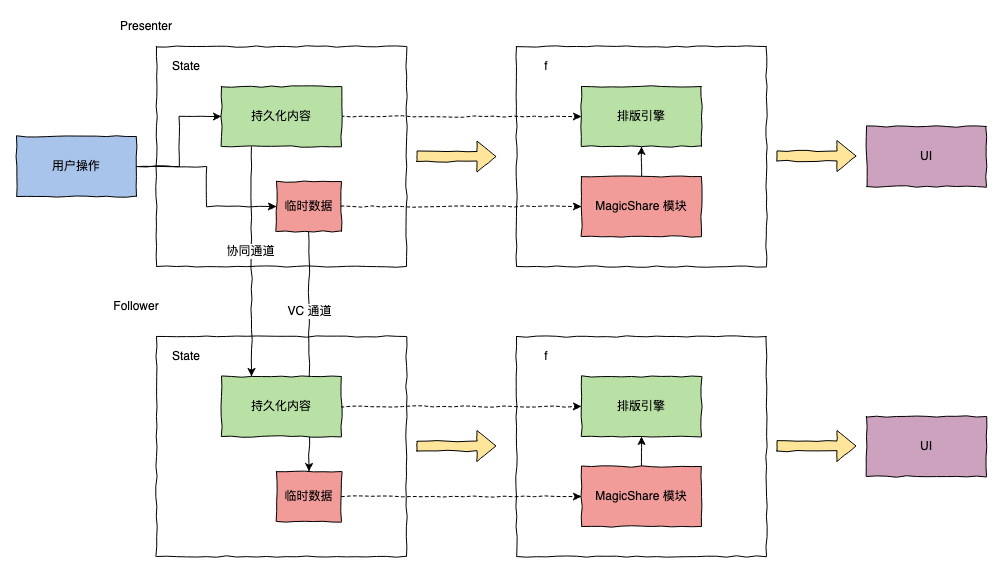 Presenter
State
f
持久化内容
排版引擎
用户操作
UI
临时数据
MagicShare 模块
协同通道
Follower
VC 通道
State
f
持久化内容
排版引擎
UI
临时数据
MagicShare 模块